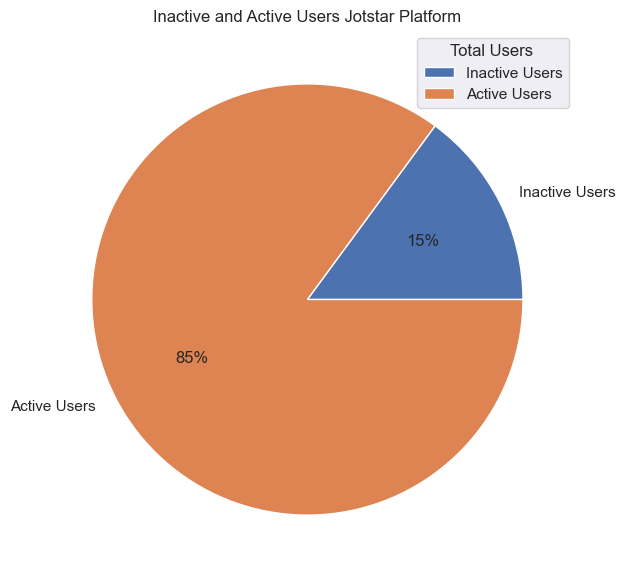 Inactive and Active Users Jotstar Platform
Total Users
Inactive Users
Active Users
Inactive Users
15%
85%
Active Users